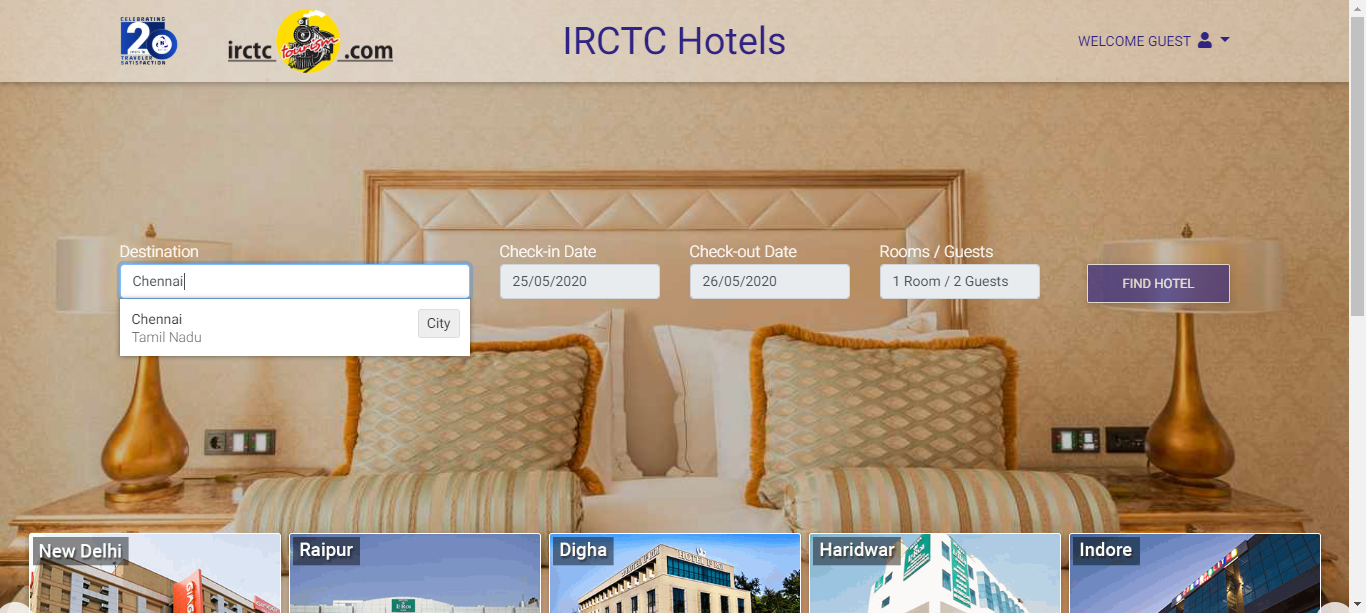 CELEBRATING
20
TRAVELER
SATISFACTION
irctc tourism .com
IRCTC Hotels
WELCOME GUEST
Destination
Check-in Date
Check-out Date
Rooms / Guests
Chennai
25/05/2020
26/05/2020
1 Room / 2 Guests
FIND HOTEL
Chennai
City
Tamil Nadu
New Delhi
Raipur
Digha
Haridwar
Indore